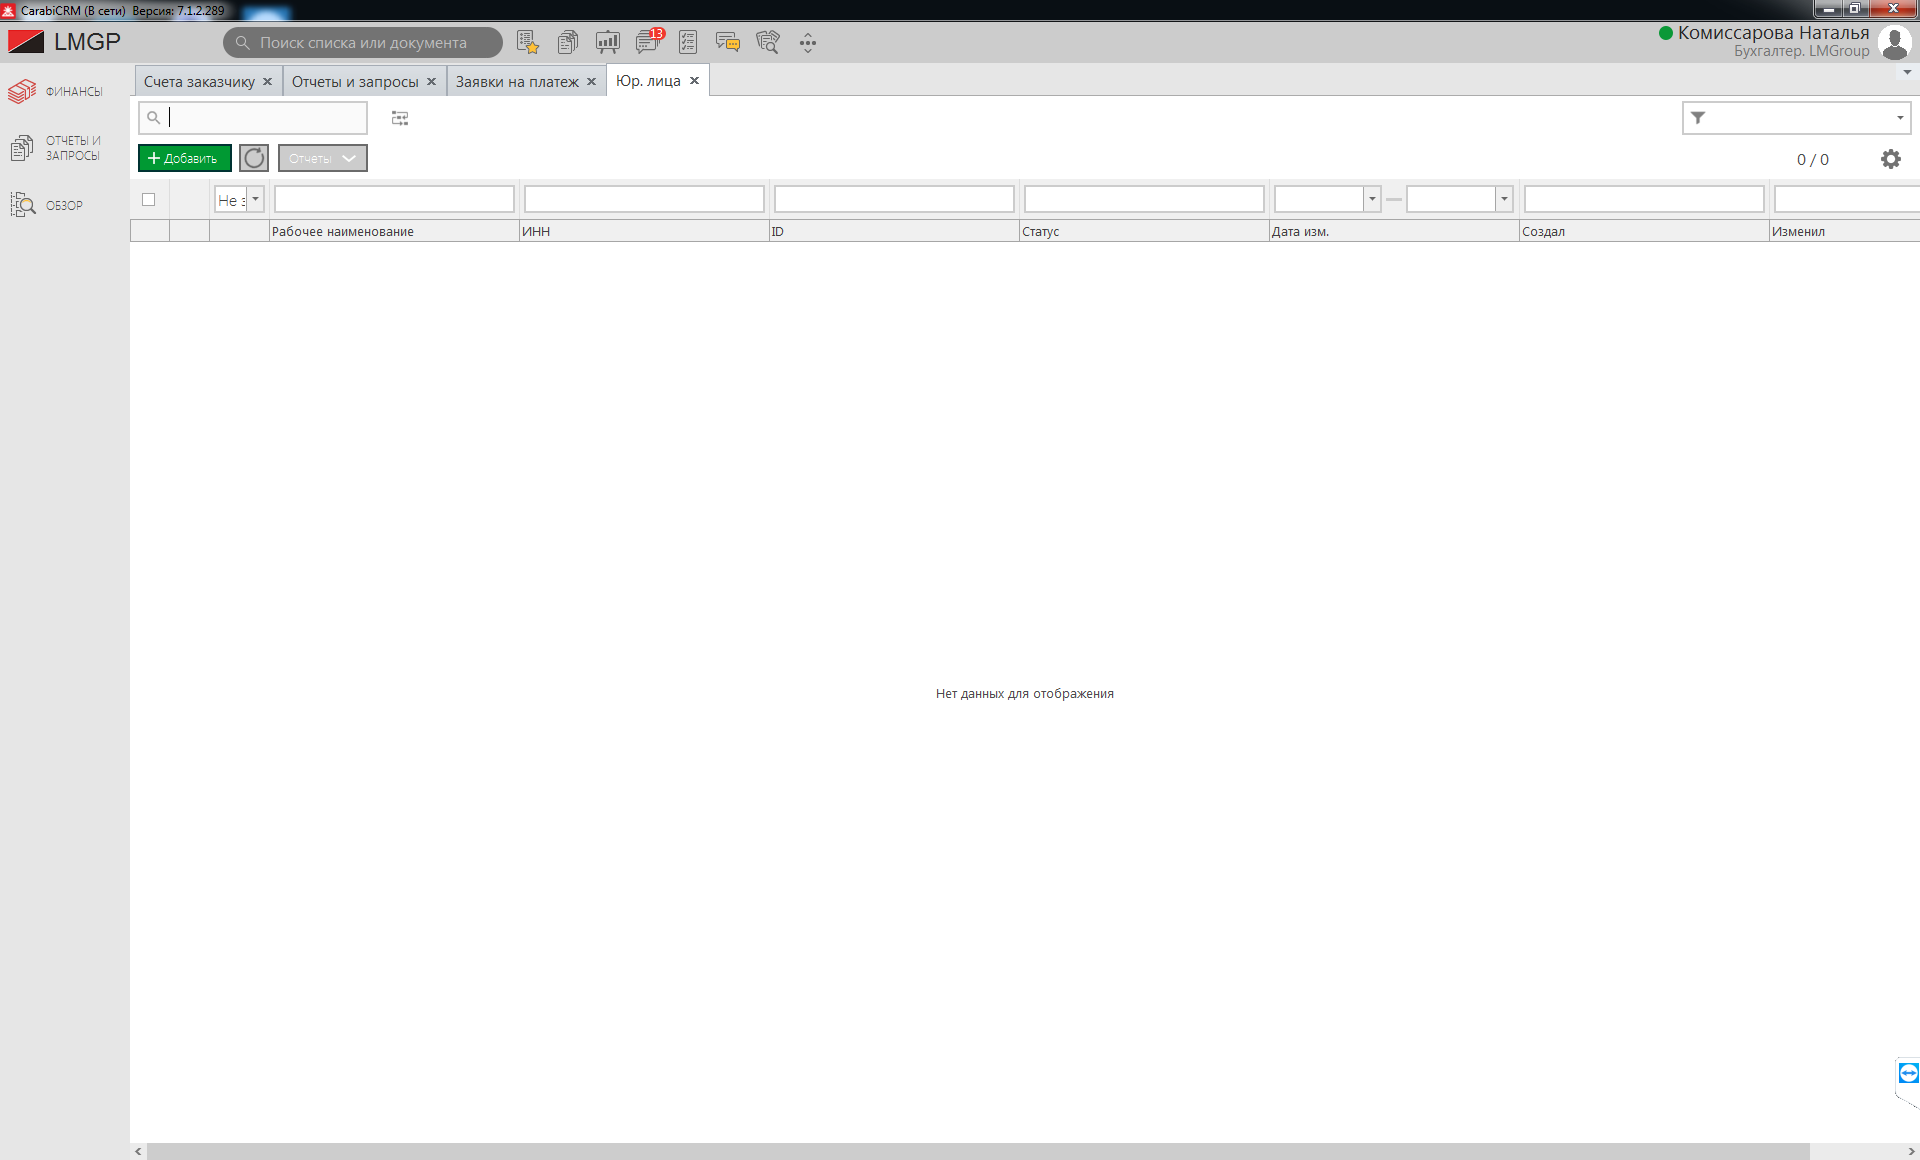 CarabiCRM (В сети) Версия: 7.1.2.289
LMGP
Поиск списка или документа
13
Комиссарова Наталья
Бухгалтер. LMGroup
ФИНАНСЫ
ОТЧЕТЫ И
ЗАПРОСЫ
ОБЗОР
Счета заказчику
Отчеты и запросы
Заявки на платеж
Юр. лица
Добавить
Отчеты
0 / 0
Не з
Рабочее наименование
ИНН
ID
Статус
Дата изм.
Создал
Изменил
Нет данных для отображения